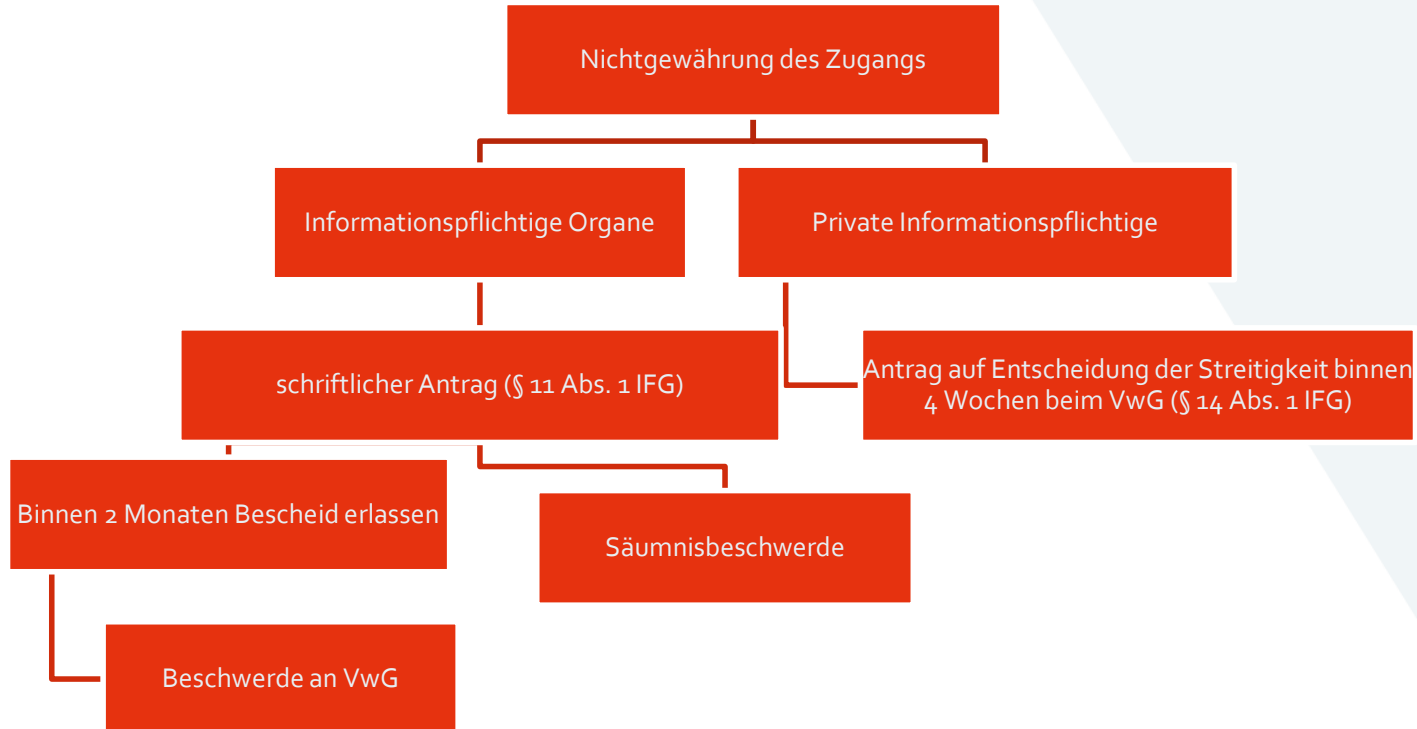 Nichtgewährung des Zugangs
Informationspflichtige Organe
Private Informationspflichtige
schriftlicher Antrag (§ 11 Abs. 1 IFG)
Antrag auf Entscheidung der Streitigkeit binnen
4 Wochen beim VwG (§ 14 Abs. 1 IFG)
Binnen 2 Monaten Bescheid erlassen
Säumnisbeschwerde
Beschwerde an VwG